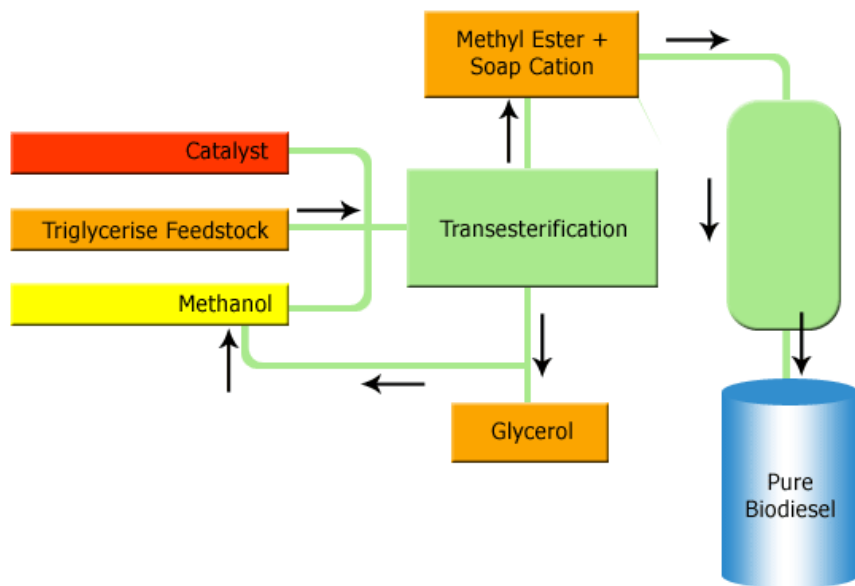 Methyl Ester +
Soap Cation
Catalyst
Triglycerise Feedstock
Transesterification
Methanol
Glycerol
Pure
Biodiesel